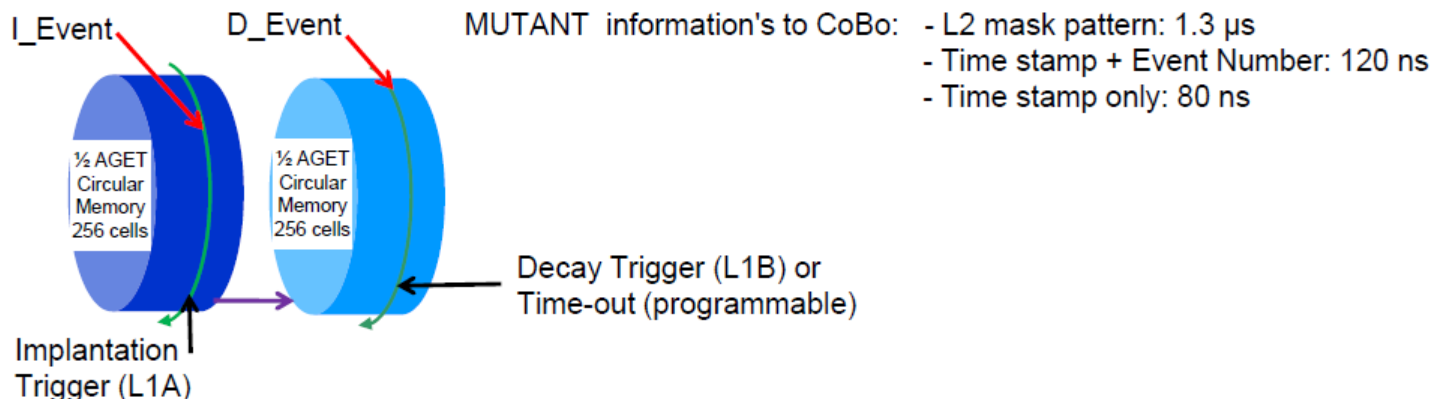 I_Event
D_Event
MUTANT information's to CoBo:
- L2 mask pattern: 1.3 µs
- Time stamp + Event Number: 120 ns
- Time stamp only: 80 ns
½ AGET
Circular
Memory
256 cells
½ AGET
Circular
Memory
256 cells
Decay Trigger (L1B) or
Time-out (programmable)
Implantation
Trigger (L1A)